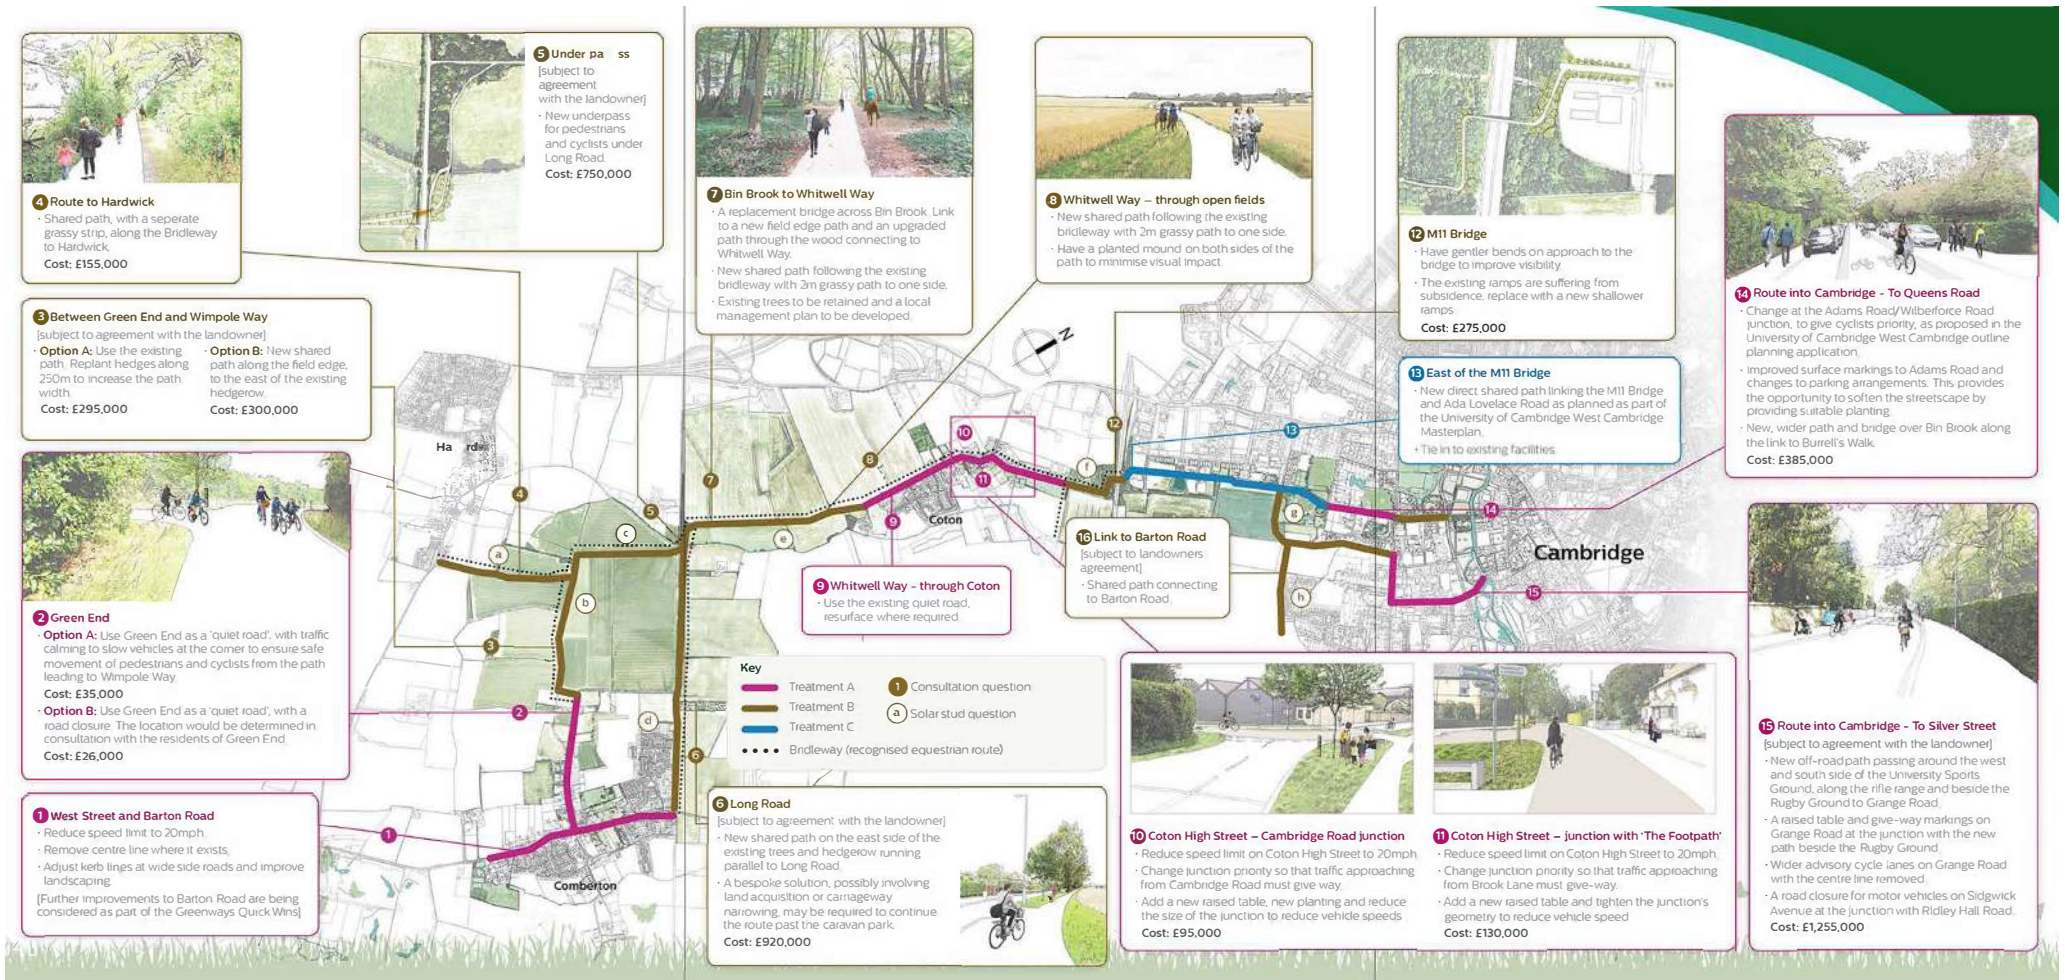 4 Route to Hardwick
· Shared path, with a seperate
grassy strip, along the Bridleway
to Hardwick.
Cost: £155,000
5 Under pa ss
[subject to
agreement
with the landowner]
· New underpass
for pedestrians
and cyclists under
Long Road.
Cost: £750,000
7 Bin Brook to Whitwell Way
· A replacement bridge across Bin Brook. Link
to a new field edge path and an upgraded
path through the wood connecting to
Whitwell Way.
· New shared path following the existing
bridleway with 2m grassy path to one side.
· Existing trees to be retained and a local
management plan to be developed.
8 Whitwell Way – through open fields
· New shared path following the existing
bridleway with 2m grassy path to one side.
· Have a planted mound on both sides of the
path to minimise visual impact.
12 M11 Bridge
· Have gentler bends on approach to the
bridge to improve visibility.
· The existing ramps are suffering from
subsidence, replace with a new shallower
ramps.
Cost: £275,000
14 Route into Cambridge - To Queens Road
· Change at the Adams Road/Wilberforce Road
junction, to give cyclists priority, as proposed in the
University of Cambridge West Cambridge outline
planning application.
· Improved surface markings to Adams Road and
changes to parking arrangements. This provides
the opportunity to soften the streetscape by
providing suitable planting.
· New, wider path and bridge over Bin Brook along
the link to Burrell's Walk.
Cost: £385,000
3 Between Green End and Wimpole Way
[subject to agreement with the landowner]
· Option A: Use the existing
path. Replant hedges along
250m to increase the path
width.
Cost: £295,000
· Option B: New shared
path along the field edge,
to the east of the existing
hedgerow.
Cost: £300,000
13 East of the M11 Bridge
· New direct shared path linking the M11 Bridge
and Ada Lovelace Road as planned as part of
the University of Cambridge West Cambridge
Masterplan.
· Tie in to existing facilities.
N
Ha rdw
10
12
13
8
f
11
4
7
5
9
Coton
g
14
c
e
a
Cambridge
b
h
15
3
2
d
6
1
Comberton
16 Link to Barton Road
[subject to landowners
agreement]
· Shared path connecting
to Barton Road.
9 Whitwell Way - through Coton
· Use the existing quiet road,
resurface where required.
2 Green End
· Option A: Use Green End as a 'quiet road', with traffic
calming to slow vehicles at the corner to ensure safe
movement of pedestrians and cyclists from the path
leading to Wimpole Way.
Cost: £35,000
· Option B: Use Green End as a 'quiet road', with a
road closure. The location would be determined in
consultation with the residents of Green End.
Cost: £26,000
Key
Treatment A
Treatment B
Treatment C
Bridleway (recognised equestrian route)
1 Consultation question
a Solar stud question
1 West Street and Barton Road
· Reduce speed limit to 20mph.
· Remove centre line where it exists.
· Adjust kerb lines at wide side roads and improve
landscaping.
[Further improvements to Barton Road are being
considered as part of the Greenways Quick Wins]
6 Long Road
[subject to agreement with the landowner]
· New shared path on the east side of the
existing trees and hedgerow running
parallel to Long Road.
· A bespoke solution, possibly involving
land acquisition or carriageway
narrowing, may be required to continue
the route past the caravan park.
Cost: £920,000
10 Coton High Street – Cambridge Road junction
· Reduce speed limit on Coton High Street to 20mph.
· Change junction priority so that traffic approaching
from Cambridge Road must give way.
· Add a new raised table, new planting and reduce
the size of the junction to reduce vehicle speeds
Cost: £95,000
11 Coton High Street – junction with 'The Footpath'
· Reduce speed limit on Coton High Street to 20mph.
· Change junction priority so that traffic approaching
from Brook Lane must give-way.
· Add a new raised table and tighten the junction's
geometry to reduce vehicle speed
Cost: £130,000
15 Route into Cambridge - To Silver Street
[subject to agreement with the landowner]
· New off-road path passing around the west
and south side of the University Sports
Ground, along the rifle range and beside the
Rugby Ground to Grange Road.
· A raised table and give-way markings on
Grange Road at the junction with the new
path beside the Rugby Ground.
· Wider advisory cycle lanes on Grange Road
with the centre line removed.
· A road closure for motor vehicles on Sidgwick
Avenue at the junction with Ridley Hall Road.
Cost: £1,255,000